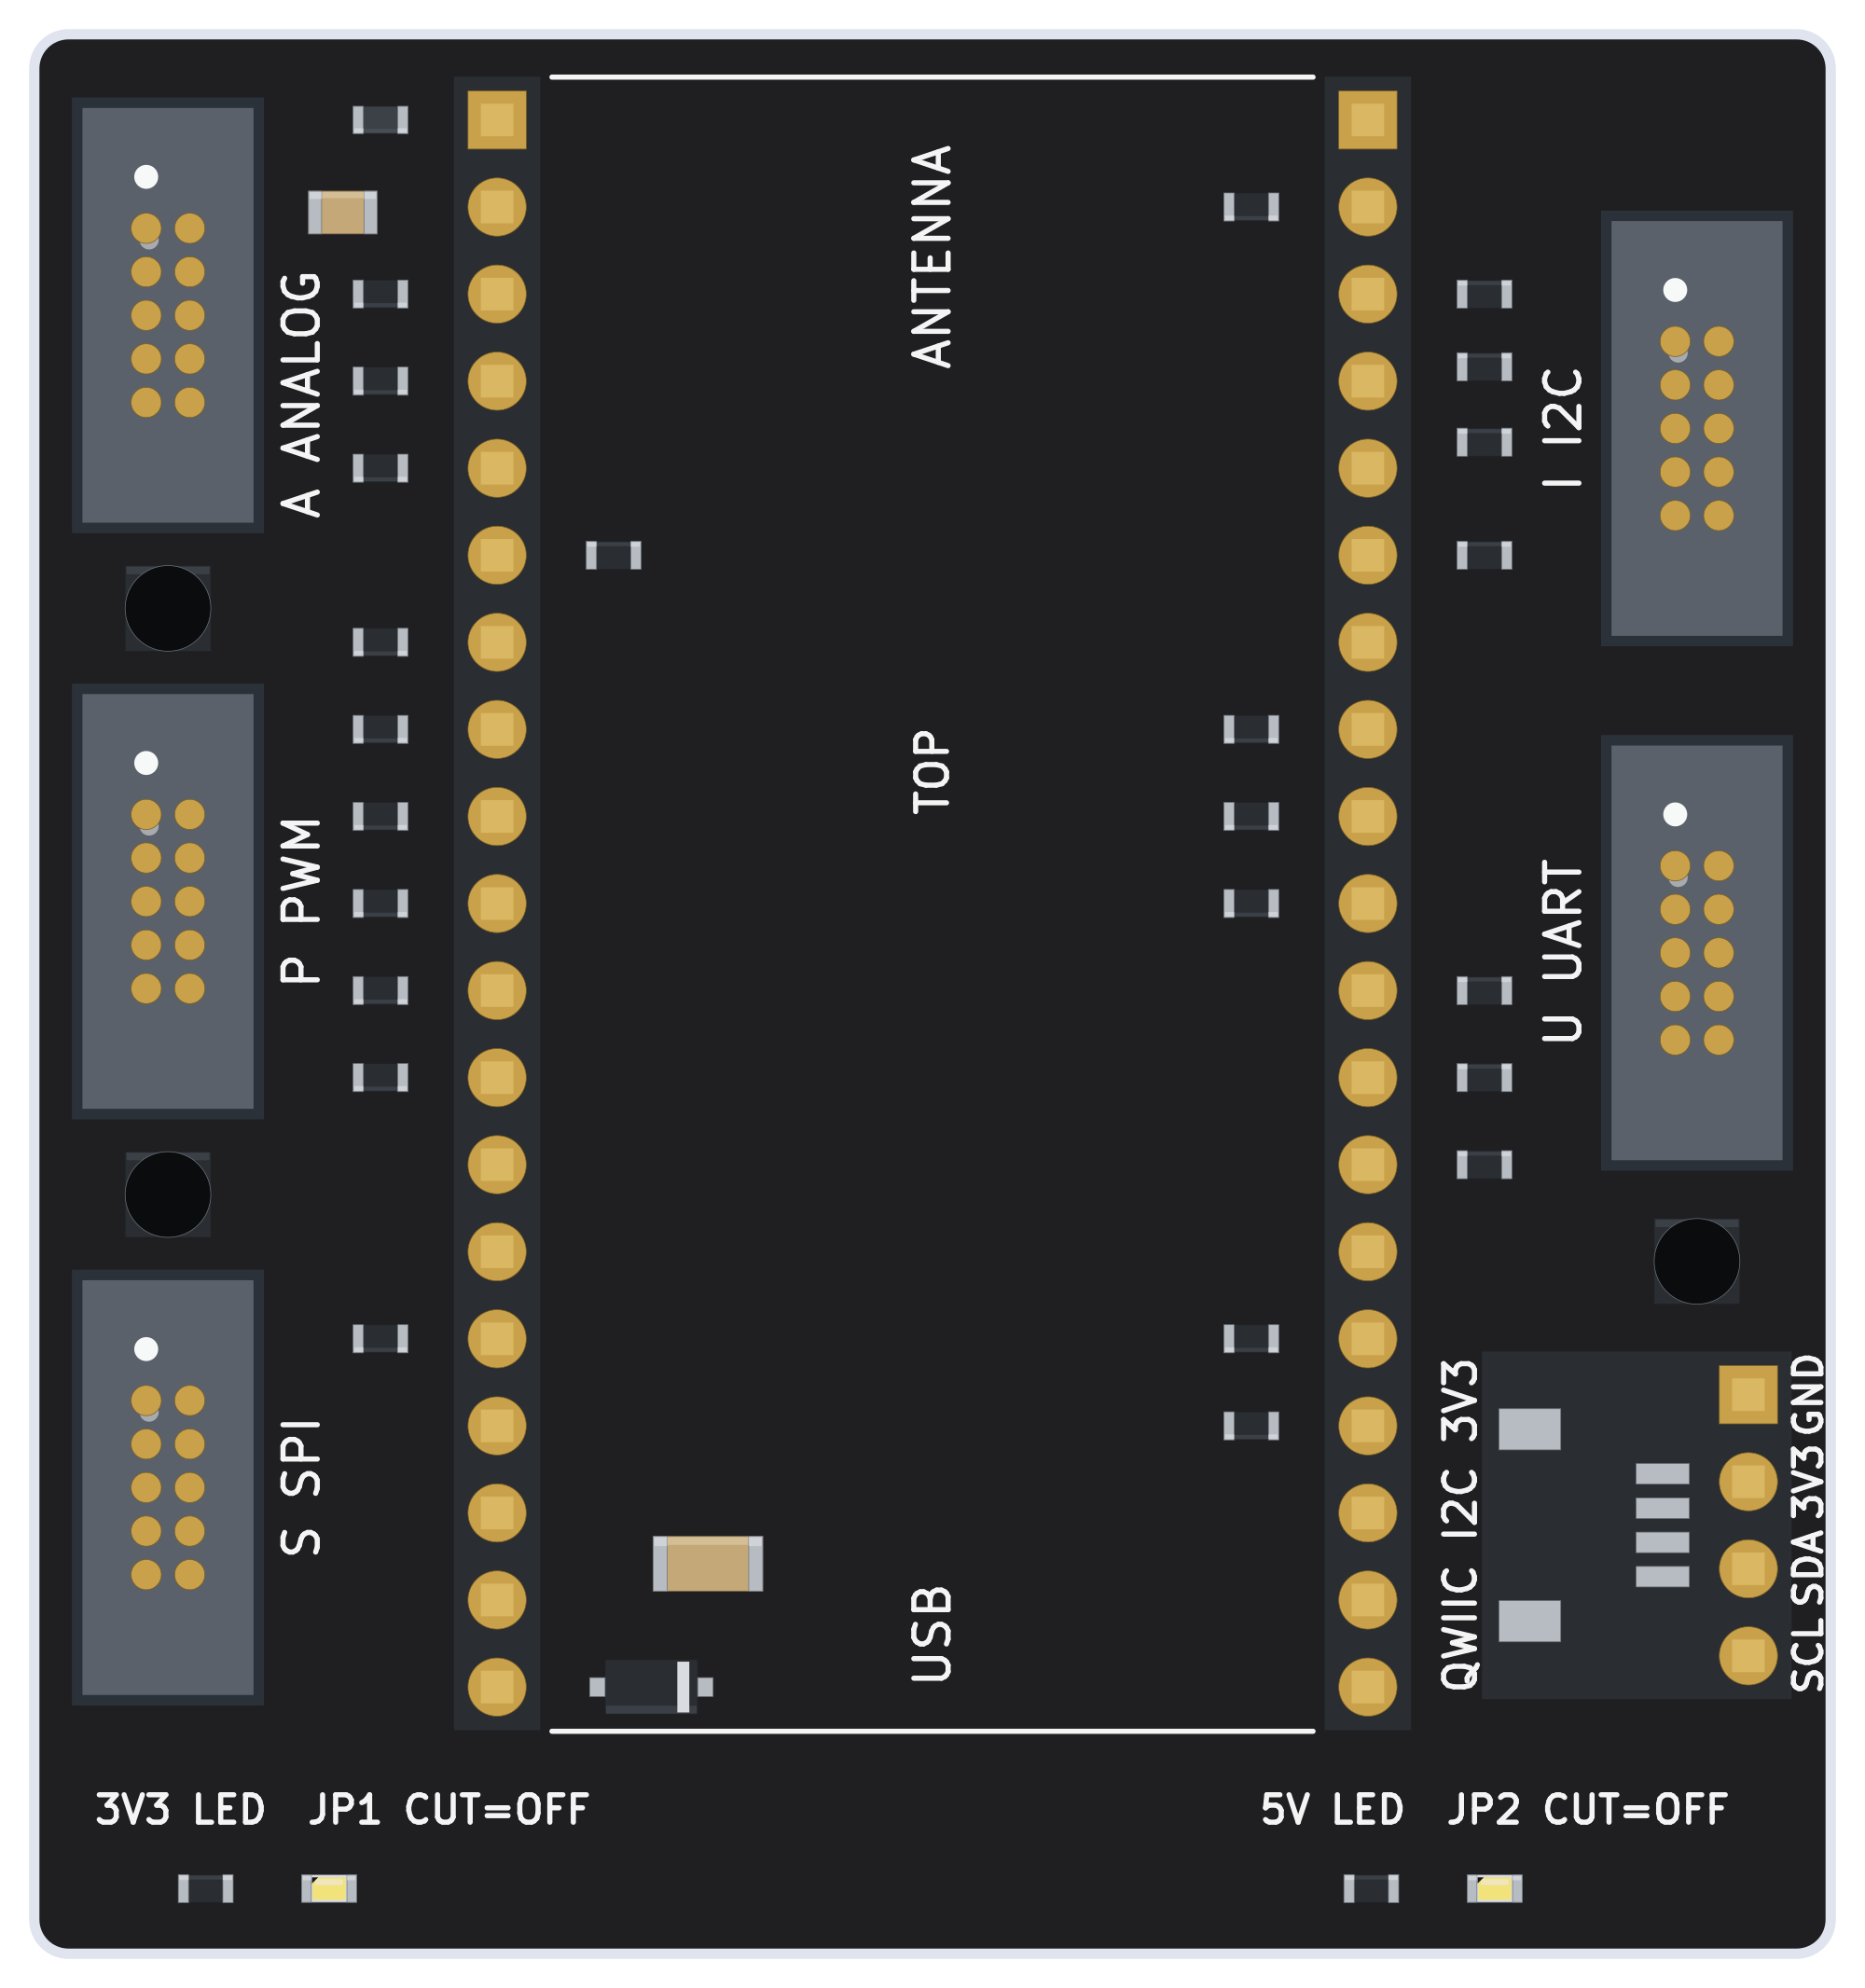 A ANALOG
ANTENNA
I I2C
TOP
P PWM
U UART
S SPI
USB
QWIIC I2C 3V3
GND
3V3
SDA
SCL
3V3 LED JP1 CUT=OFF
5V LED JP2 CUT=OFF